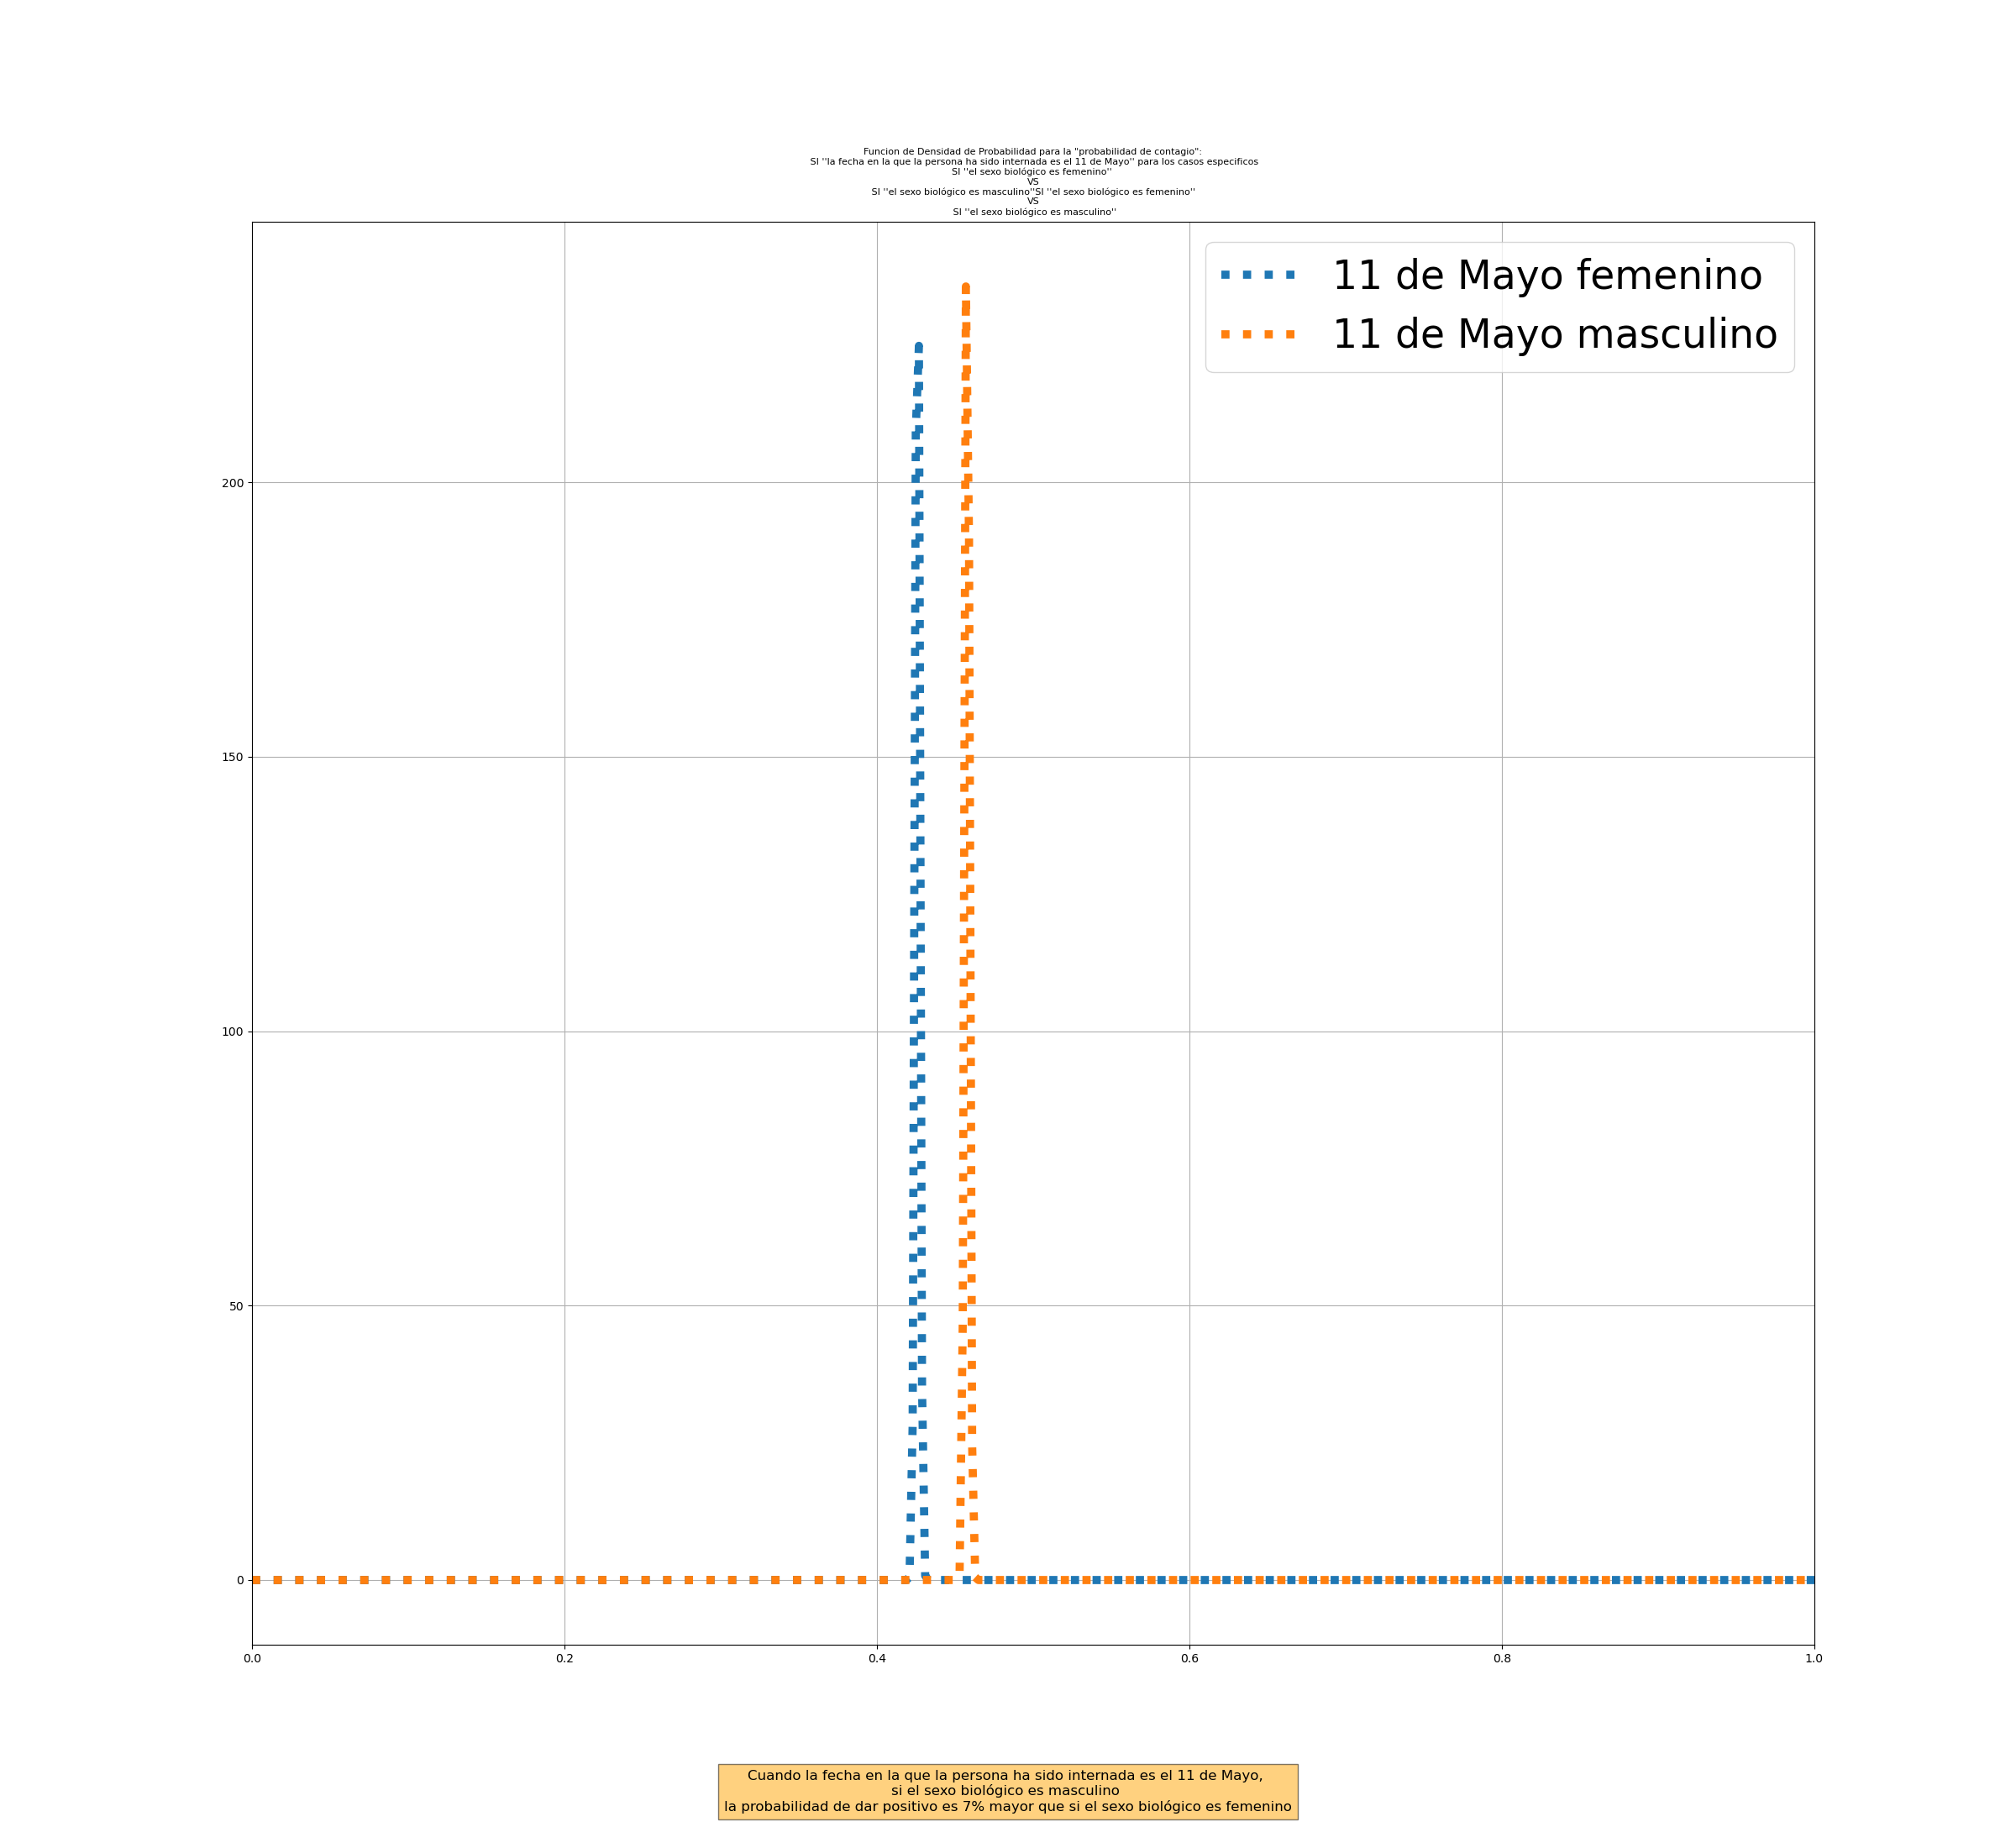 Funcion de Densidad de Probabilidad para la "probabilidad de contagio":
SI ''la fecha en la que la persona ha sido internada es el 11 de Mayo'' para los casos especificos
SI ''el sexo biológico es femenino''
VS
SI ''el sexo biológico es masculino''SI ''el sexo biológico es femenino''
VS
SI ''el sexo biológico es masculino''
11 de Mayo femenino
11 de Mayo masculino
200
150
100
50
0
0.0 0.2 0.4 0.6 0.8 1.0
Cuando la fecha en la que la persona ha sido internada es el 11 de Mayo,
si el sexo biológico es masculino
la probabilidad de dar positivo es 7% mayor que si el sexo biológico es femenino